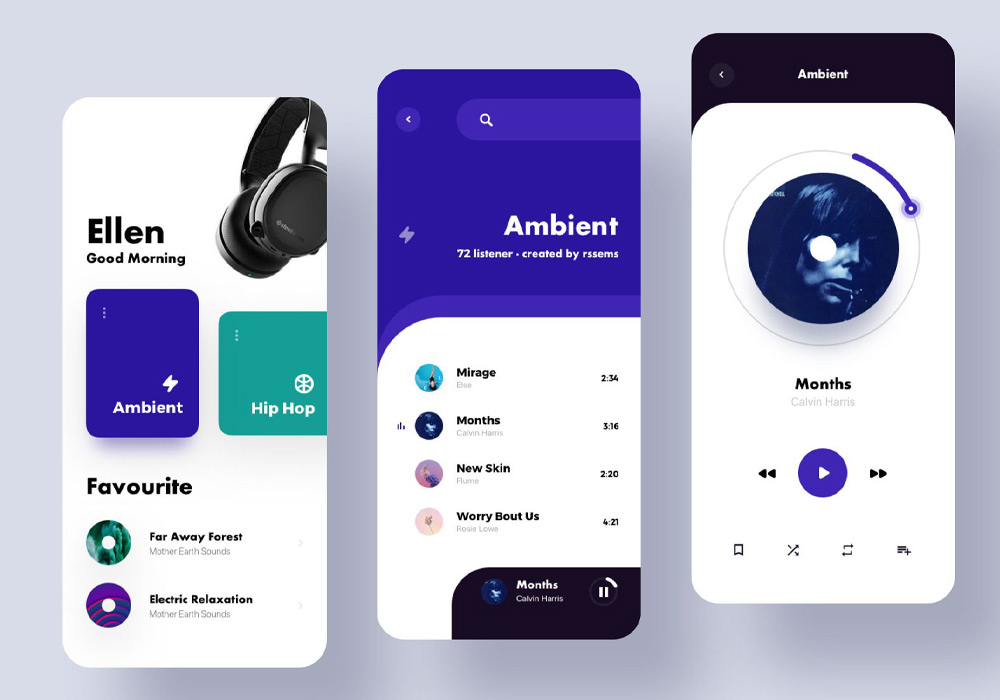 Ellen
Good Morning
Ambient
Hip Hop
Favourite
Far Away Forest
Mother Earth Sounds
Electric Relaxation
Mother Earth Sounds
Ambient
72 listener · created by rssems
Mirage
Else
2:34
Months
Calvin Harris
3:16
New Skin
Flume
2:20
Worry Bout Us
Rosie Lowe
4:21
Months
Calvin Harris
Ambient
Months
Calvin Harris